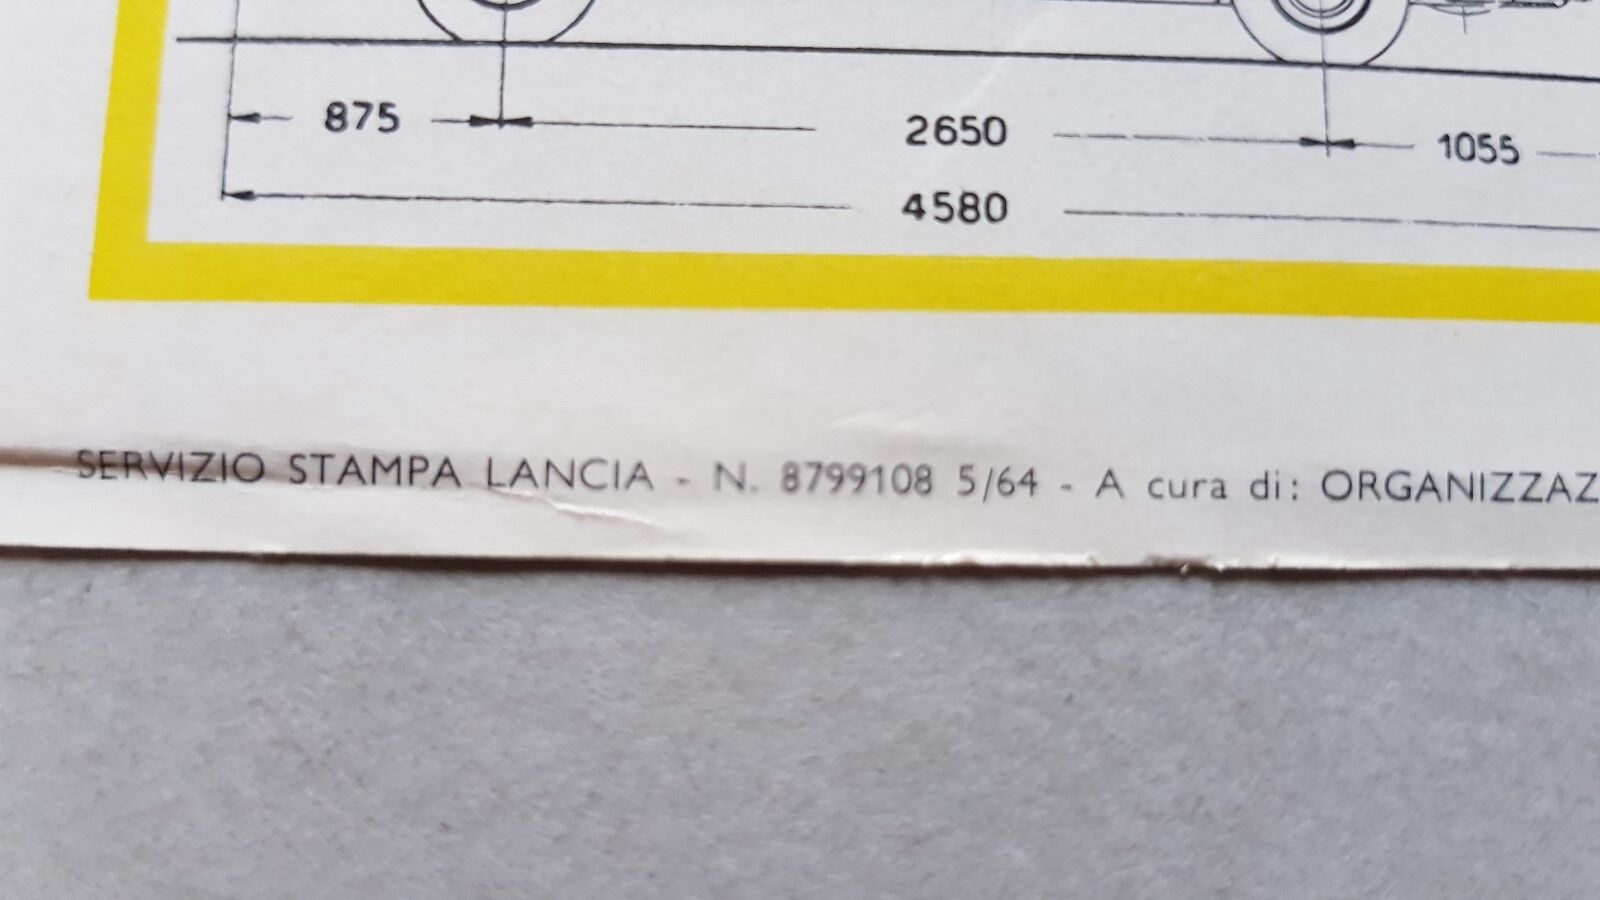 875 2650 1055
4580
SERVIZIO STAMPA LANCIA - N. 8799108 5/64 - A cura di: ORGANIZZAZ